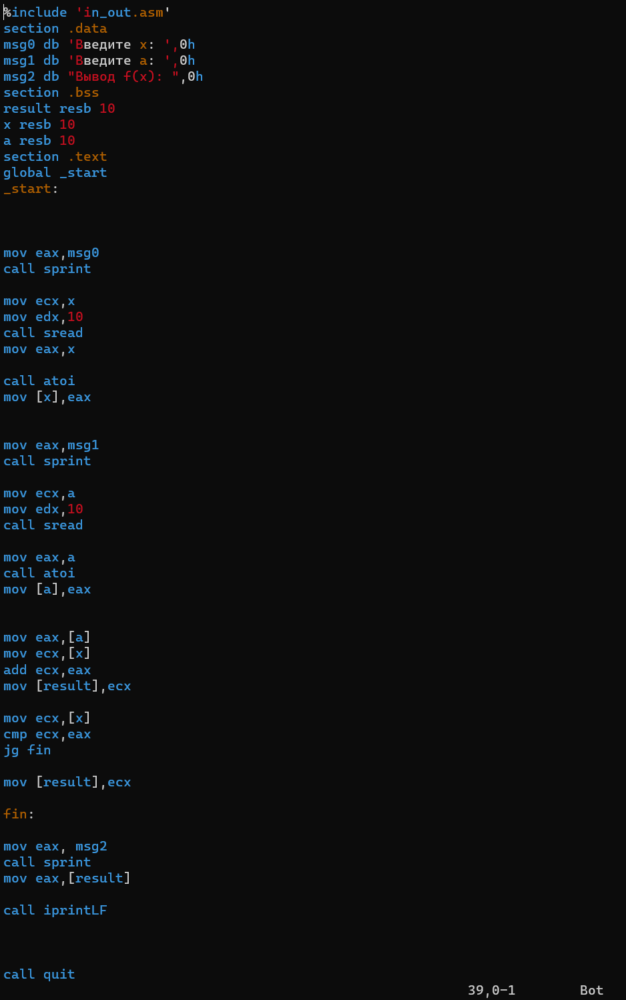 %include 'in_out.asm'
section .data
msg0 db 'Введите x: ',0h
msg1 db 'Введите a: ',0h
msg2 db "Вывод f(x): ",0h
section .bss
result resb 10
x resb 10
a resb 10
section .text
global _start
_start:
mov eax,msg0
call sprint
mov ecx,x
mov edx,10
call sread
mov eax,x
call atoi
mov [x],eax
mov eax,msg1
call sprint
mov ecx,a
mov edx,10
call sread
mov eax,a
call atoi
mov [a],eax
mov eax,[a]
mov ecx,[x]
add ecx,eax
mov [result],ecx
mov ecx,[x]
cmp ecx,eax
jg fin
mov [result],ecx
fin:
mov eax, msg2
call sprint
mov eax,[result]
call iprintLF
call quit
39,0-1 Bot